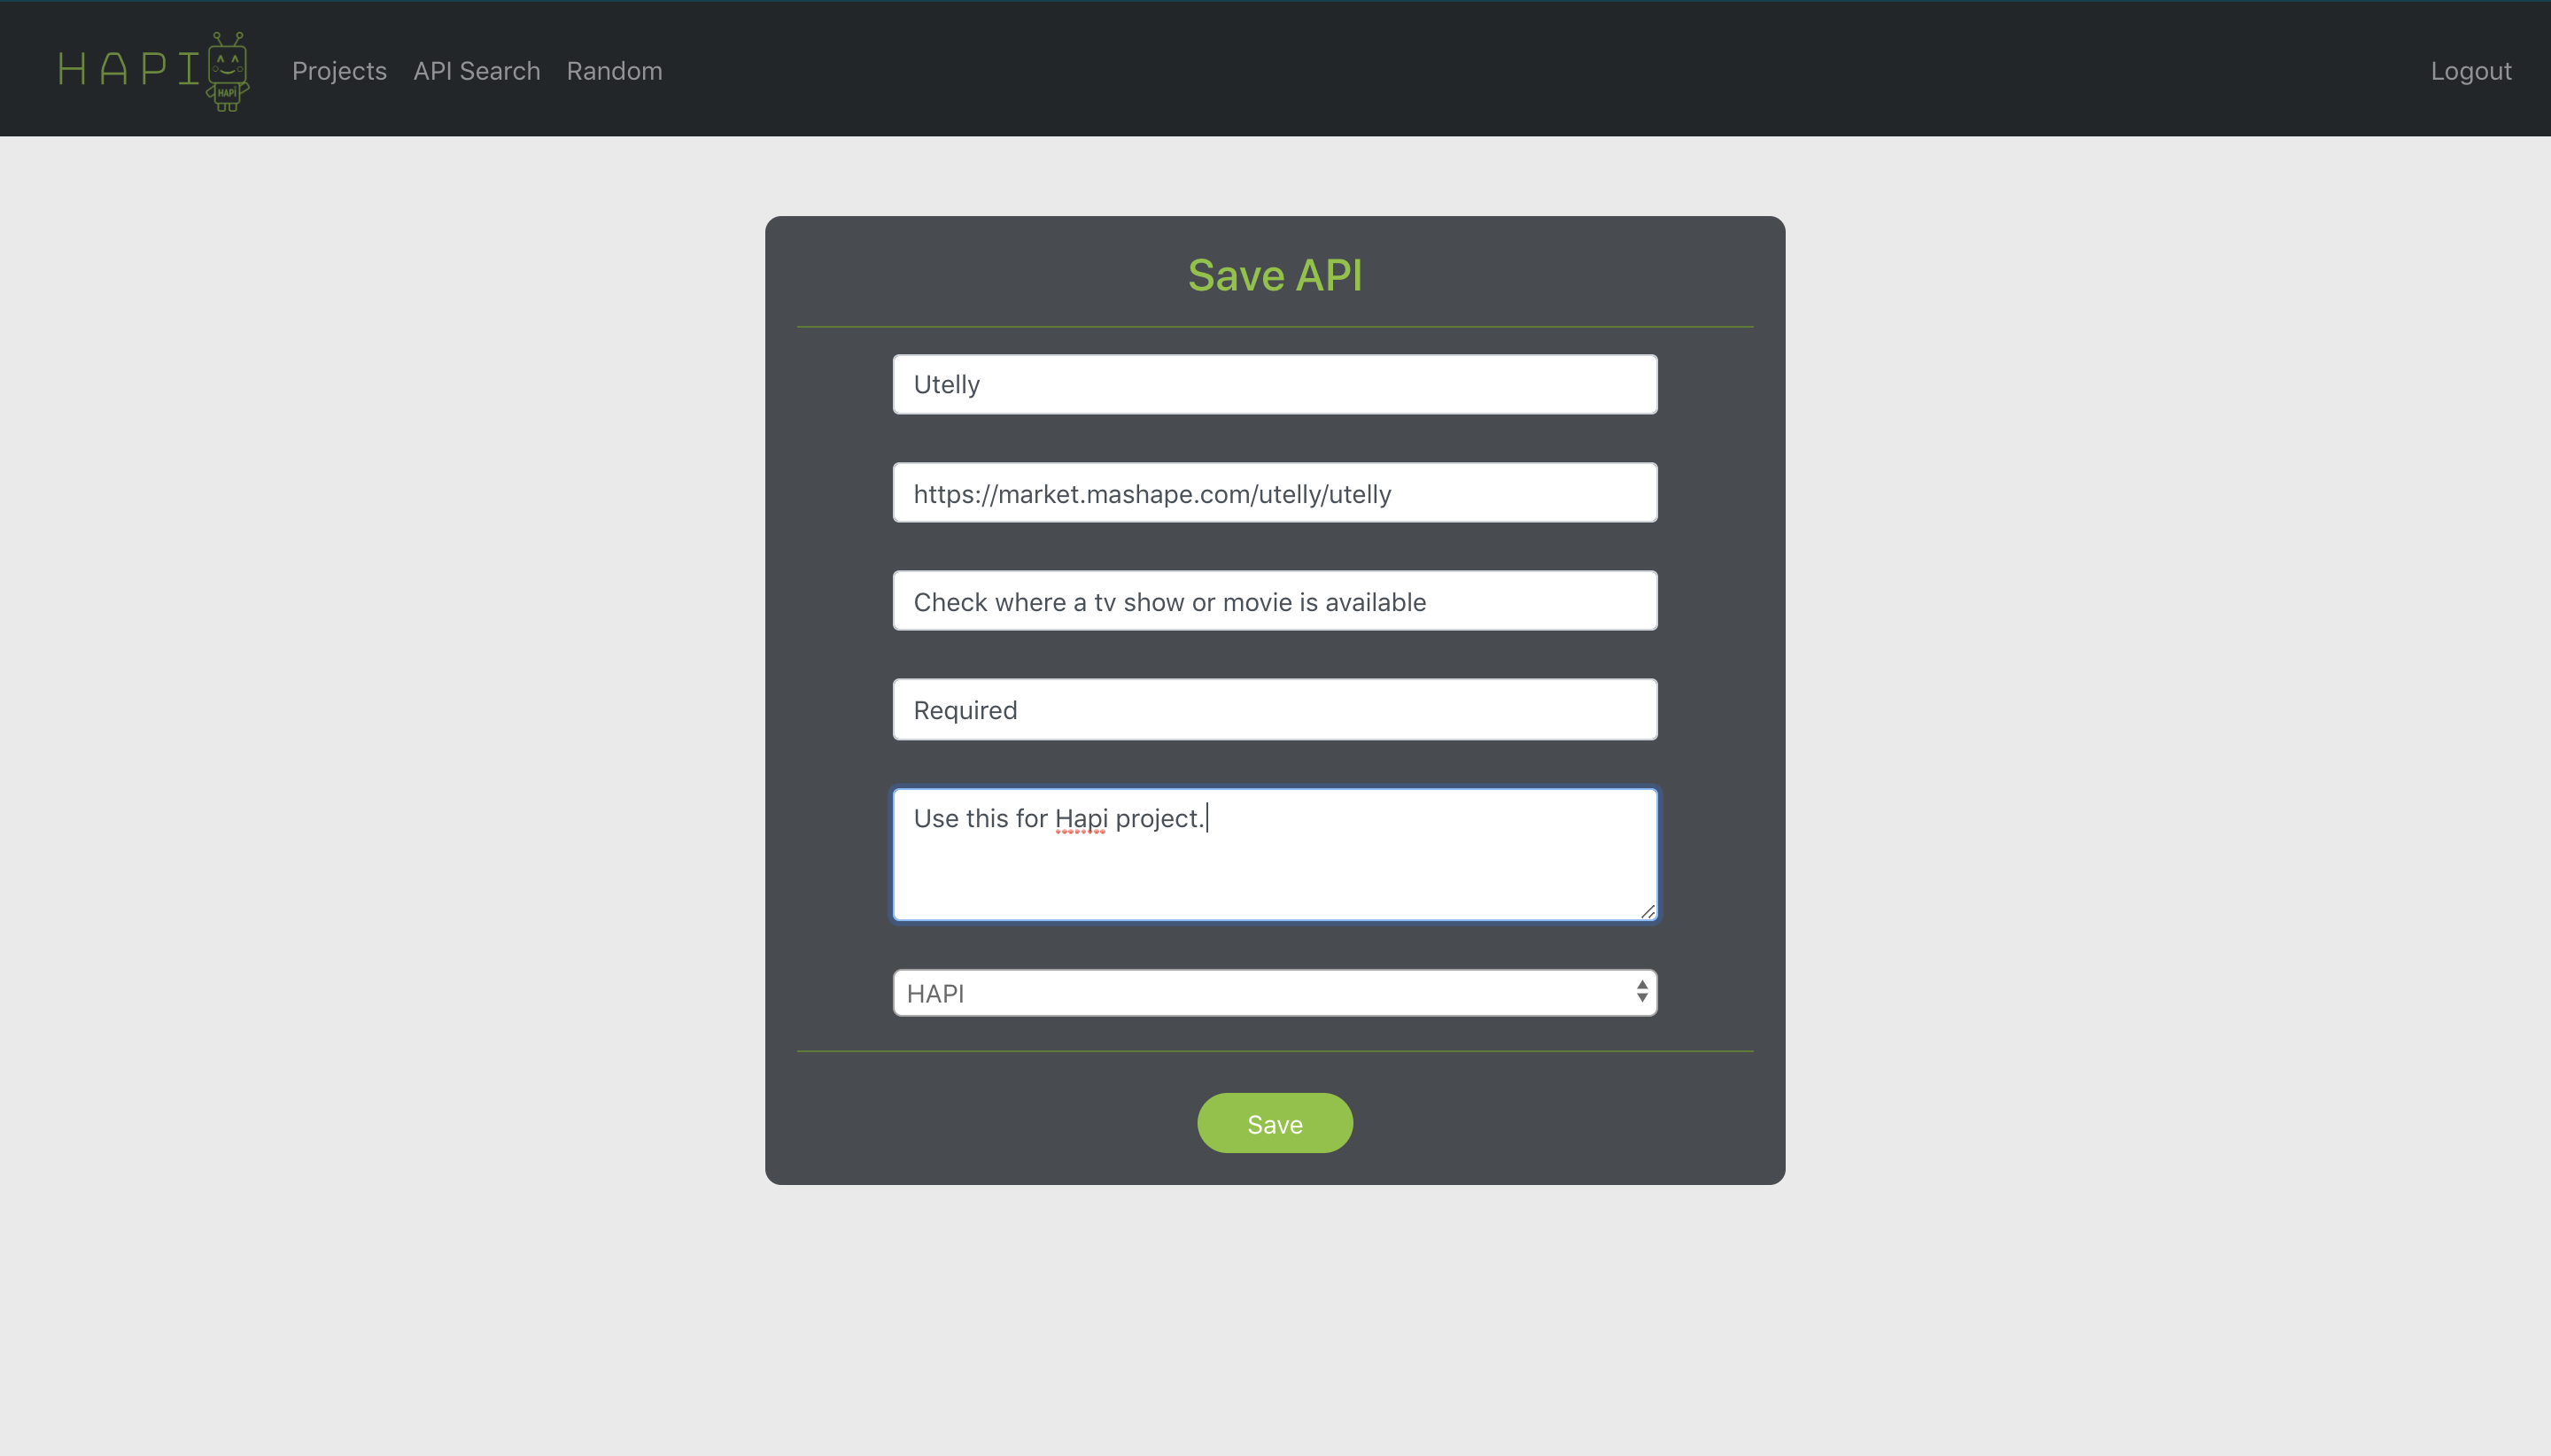 HAPI
HAPI
Projects
API Search
Random
Logout
Save API
Utelly
https://market.mashape.com/utelly/utelly
Check where a tv show or movie is available
Required
Use this for Hapi project.
HAPI
Save